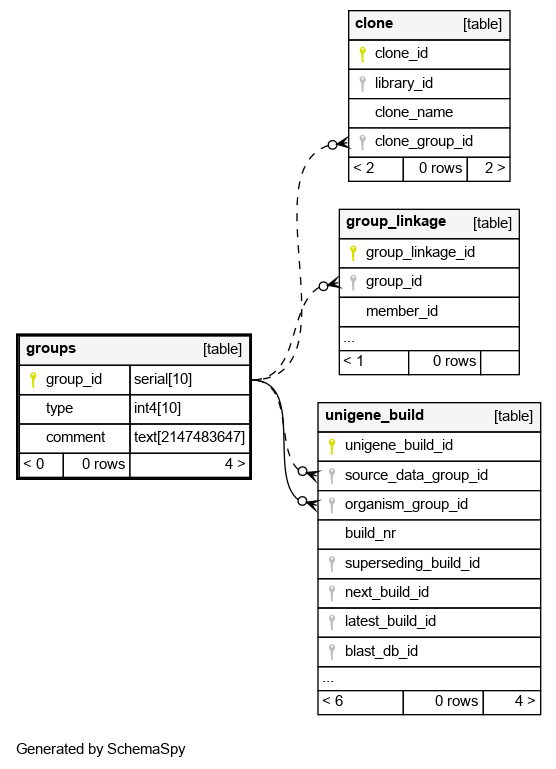 clone [table]
clone_id
library_id
clone_name
clone_group_id
< 2 0 rows 2 >
group_linkage [table]
group_linkage_id
group_id
member_id
...
< 1 0 rows
groups [table]
group_id serial[10]
type int4[10]
comment text[2147483647]
< 0 0 rows 4 >
unigene_build [table]
unigene_build_id
source_data_group_id
organism_group_id
build_nr
superseding_build_id
next_build_id
latest_build_id
blast_db_id
...
< 6 0 rows 4 >
Generated by SchemaSpy